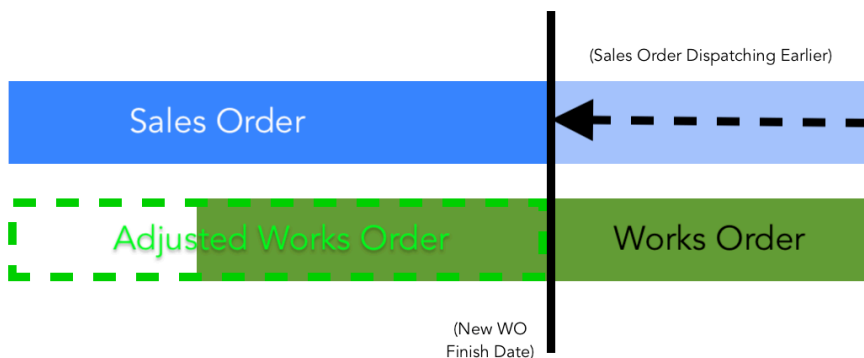 (Sales Order Dispatching Earlier)
Sales Order
Adjusted Works Order
Works Order
(New WO
Finish Date)